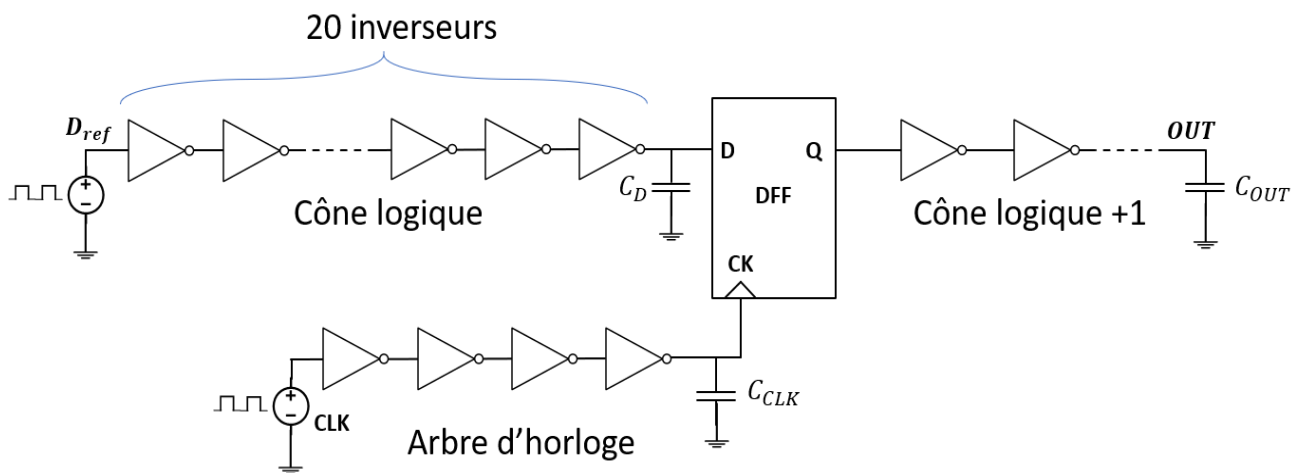 20 inverseurs
D_ref
D
Q
OUT
C_D
DFF
C_OUT
Cône logique
Cône logique +1
CK
C_CLK
CLK
Arbre d'horloge